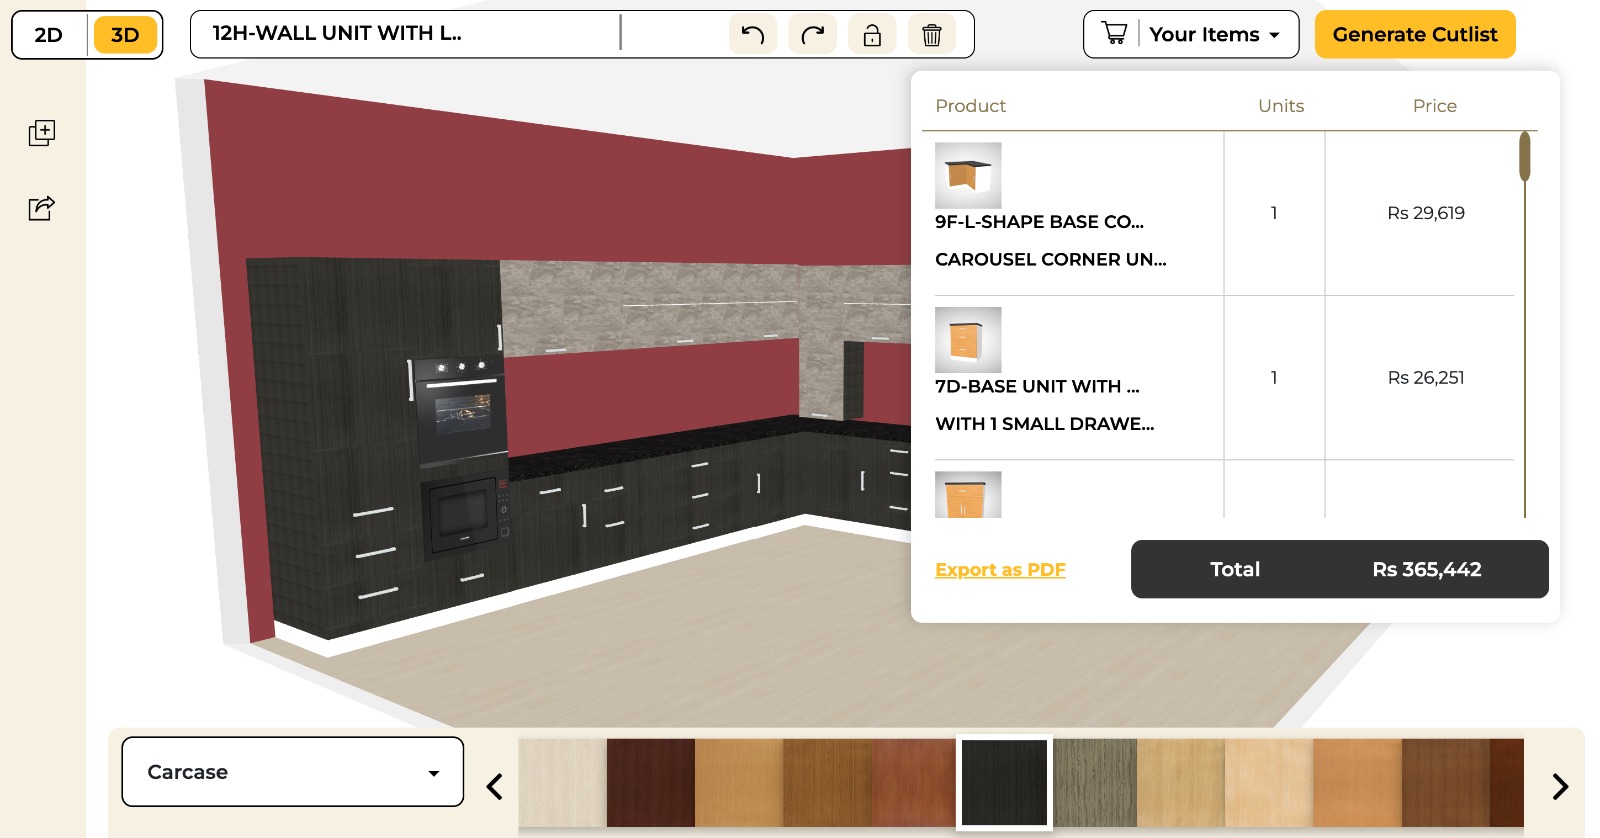 2D
3D
12H-WALL UNIT WITH L..
Your Items
Generate Cutlist
Product Units Price
9F-L-SHAPE BASE CO...
CAROUSEL CORNER UN...
1
Rs 29,619
7D-BASE UNIT WITH ...
WITH 1 SMALL DRAWE...
1
Rs 26,251
Export as PDF
Total Rs 365,442
Carcase